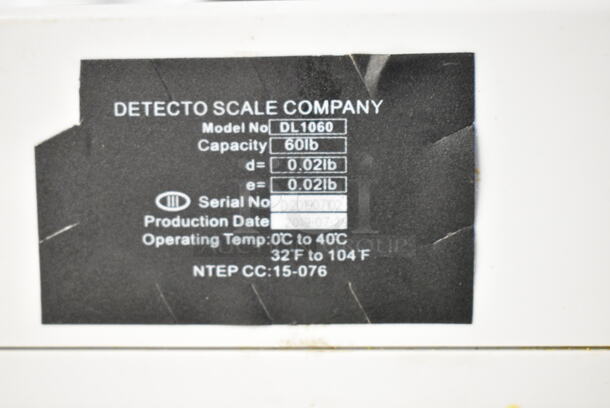 DETECTO SCALE COMPANY
Model No DL1060
Capacity 60lb
d= 0.02lb
e= 0.02lb
III Serial No
Production Date
Operating Temp:0℃ to 40℃
32℉ to 104℉
NTEP CC:15-076